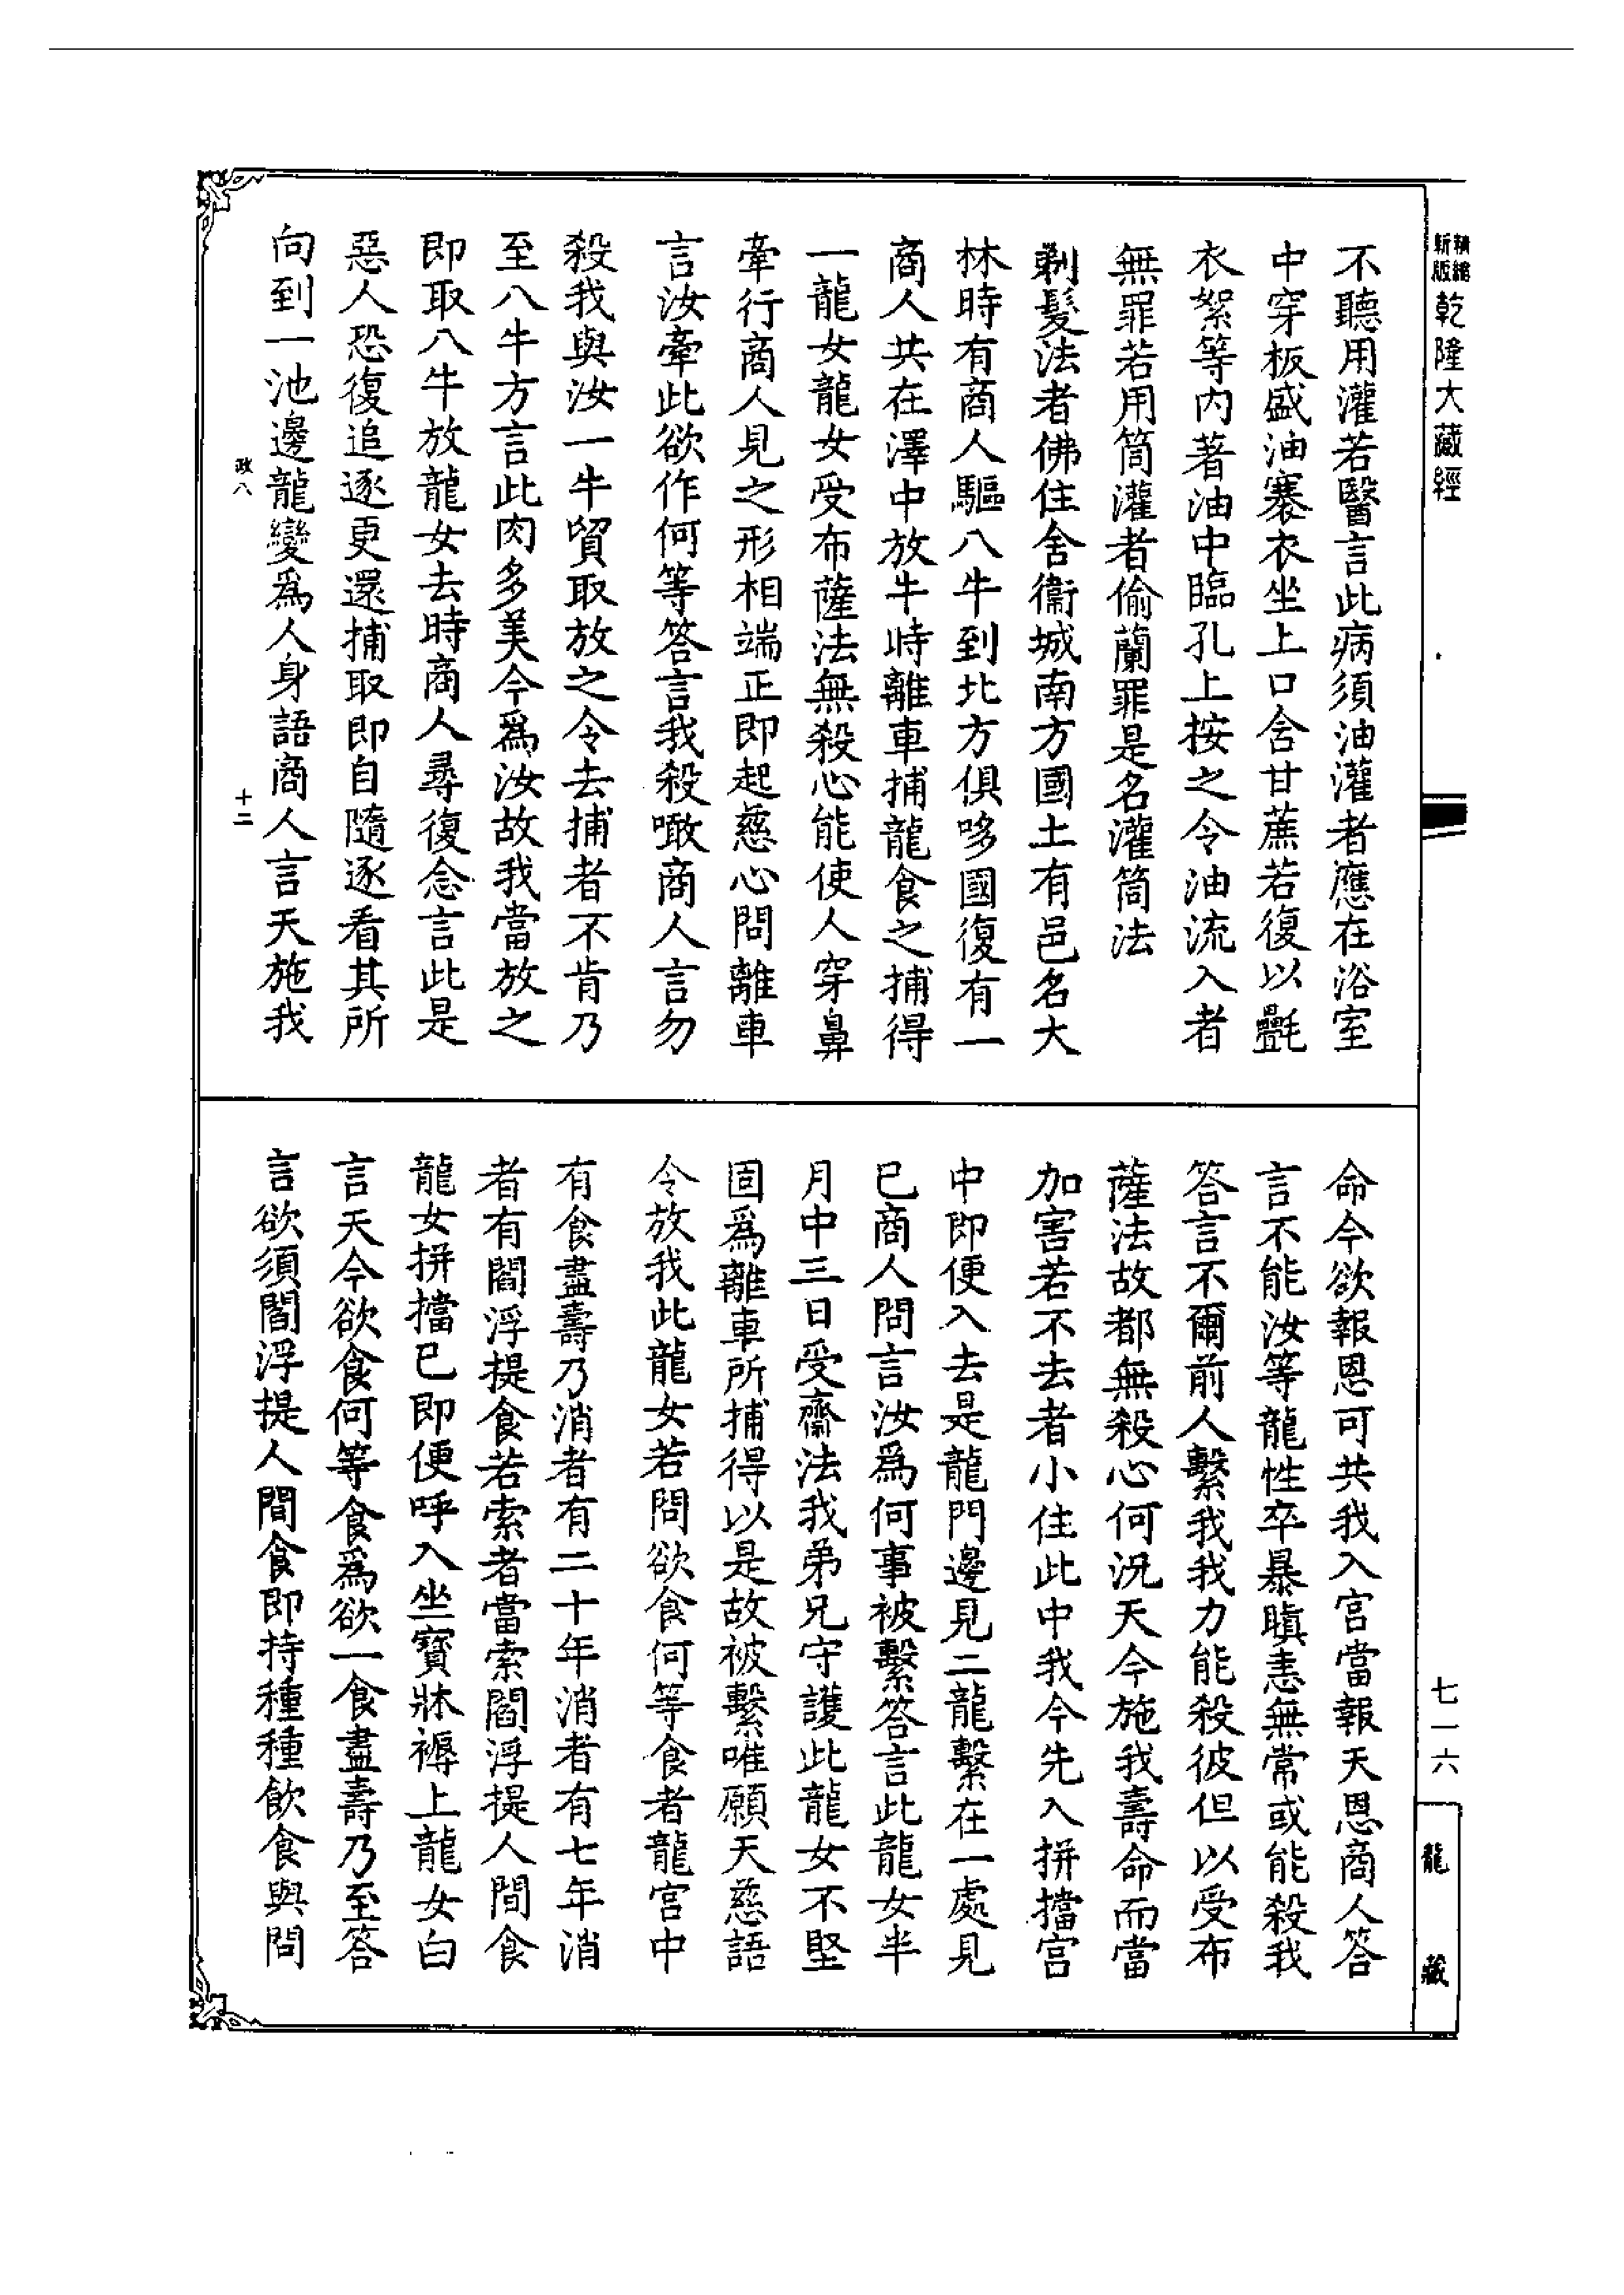 新版
精縮
乾隆大藏經
不聽用灌若醫言此病須油灌者應在浴室
中穿板盛油褰衣坐上口含甘蔗若復以㲲
衣絮等內著油中臨孔上按之令油流入者
無罪若用筒灌者偷蘭罪是名灌筒法
剃髮法者佛住舍衞城南方國土有邑名大
林時有商人驅八牛到北方俱哆國復有一
商人共在澤中放牛時離車捕龍食之捕得
一龍女龍女受布薩法無殺心能使人穿鼻
牽行商人見之形相端正即起慈心問離車
言汝牽此欲作何等答言我殺噉商人言勿
殺我與汝一牛貿取放之令去捕者不肯乃
至八牛方言此肉多美今爲汝故我當放之
即取八牛放龍女去時商人尋復念言此是
惡人恐復追逐更還捕取即自隨逐看其所
向到一池邊龍變爲人身語商人言天施我
政八
十二
命今欲報恩可共我入宮當報天恩商人答
言不能汝等龍性卒暴瞋恚無常或能殺我
答言不爾前人繫我我力能殺彼但以受布
薩法故都無殺心何況天今施我壽命而當
加害若不去者小住此中我今先入拼擋宮
中即便入去是龍門邊見二龍繫在一處見
已商人問言汝爲何事被繫答言此龍女半
月中三日受齋法我弟兄守護此龍女不堅
固爲離車所捕得以是故被繫唯願天慈語
令放我此龍女若問欲食何等食者龍宮中
有食盡壽乃消者有二十年消者有七年消
者有閻浮提食若索者當索閻浮提人間食
龍女拼擋已即便呼入坐寶牀褥上龍女白
言天今欲食何等食爲欲一食盡壽乃至答
言欲須閻浮提人間食即持種種飲食與問
七一六
龍藏